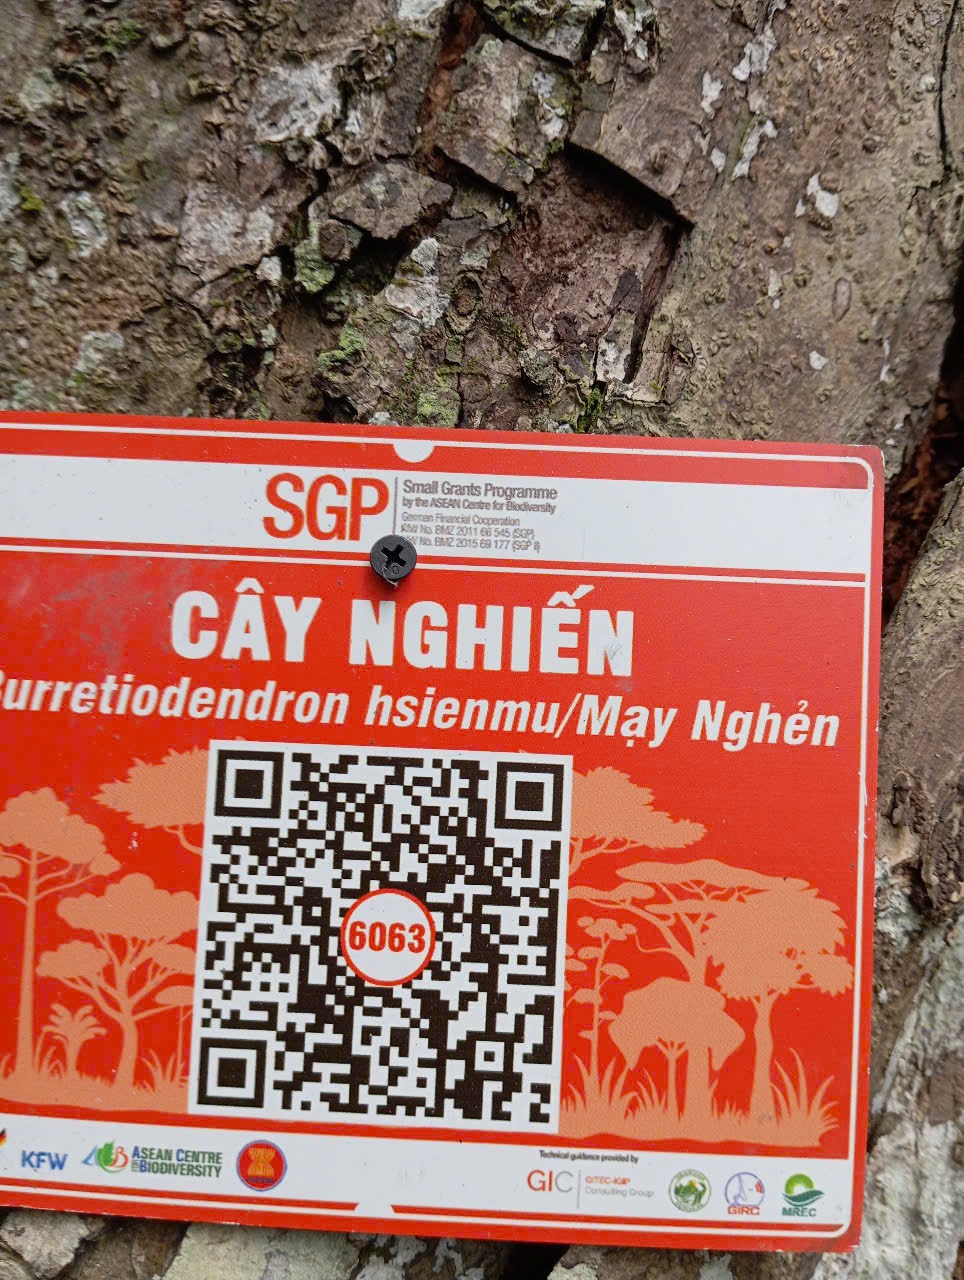 SGP
Small Grants Programme
by the ASEAN Centre for Biodiversity
German Financial Cooperation
KfW No. BMZ 2011 66 545 (SGP)
No. BMZ 2015 69 177 (SGP II)
CÂY NGHIẾN
Burretiodendron hsienmu/Mạy Nghẻn
6063
KFW
ACB
ASEAN CENTRE
FOR BIODIVERSITY
Technical guidance provided by
GIC
GITEC-IGIP
Consulting Group
GIRC
MREC